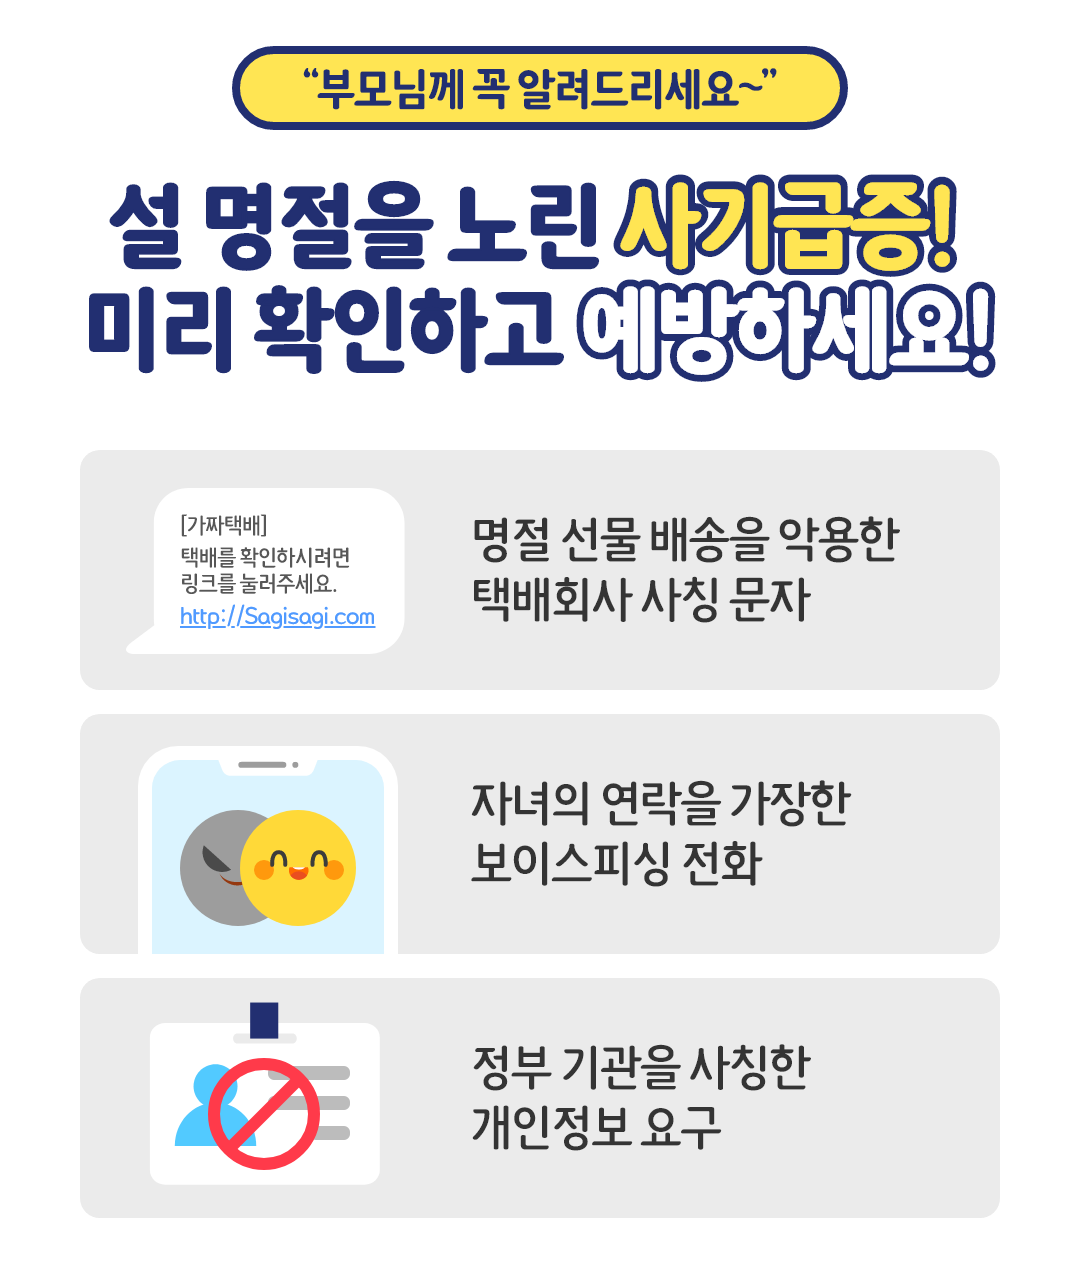 “부모님께 꼭 알려드리세요~”
설 명절을 노린 사기급증!
미리 확인하고 예방하세요!
[가짜택배]
택배를 확인하시려면
링크를 눌러주세요.
http://Sagisagi.com
명절 선물 배송을 악용한
택배회사 사칭 문자
자녀의 연락을 가장한
보이스피싱 전화
정부 기관을 사칭한
개인정보 요구